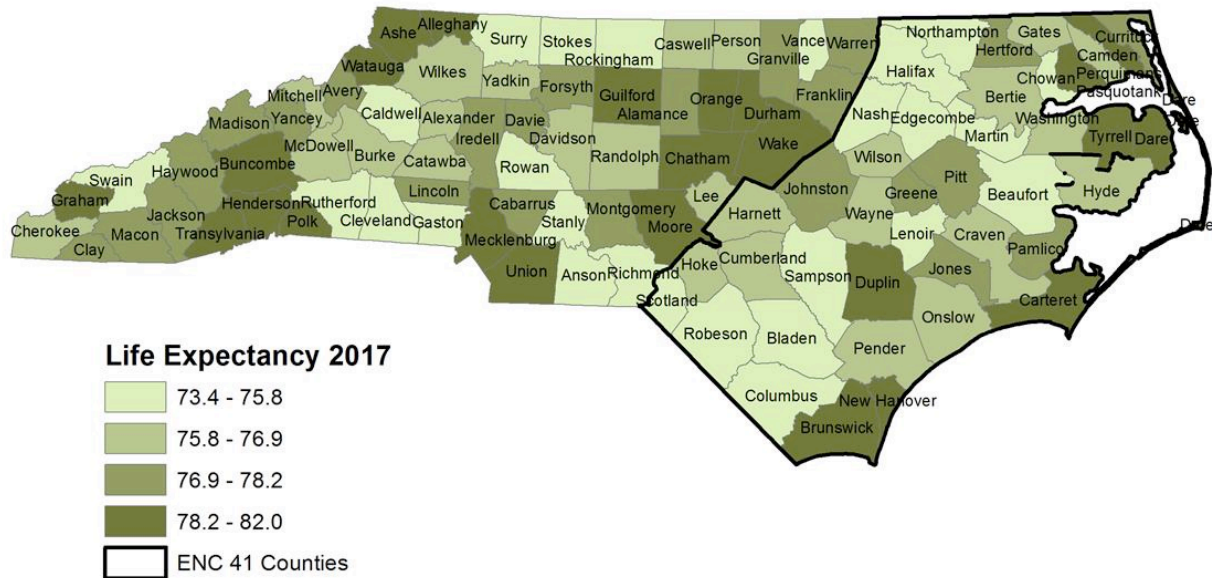 Ashe
Alleghany
Surry
Stokes
Rockingham
Caswell
Person
Granville
Vance
Warren
Northampton
Hertford
Gates
Currituck
Camden
Perquimans
Pasquotank
Chowan
Halifax
Bertie
Watauga
Wilkes
Yadkin
Forsyth
Guilford
Alamance
Orange
Durham
Franklin
Nash
Edgecombe
Martin
Washington
Tyrrell
Dare
Dare
Dare
Mitchell
Avery
Yancey
Madison
Caldwell
Alexander
Iredell
Davie
Davidson
Randolph
Chatham
Wake
Wilson
Pitt
Beaufort
Hyde
Buncombe
McDowell
Burke
Catawba
Rowan
Swain
Haywood
Graham
Jackson
Henderson
Rutherford
Polk
Cleveland
Lincoln
Gaston
Cabarrus
Stanly
Montgomery
Moore
Lee
Harnett
Johnston
Wayne
Greene
Lenoir
Craven
Pamlico
Cherokee
Clay
Macon
Transylvania
Mecklenburg
Union
Anson
Richmond
Scotland
Hoke
Cumberland
Sampson
Duplin
Jones
Carteret
Onslow
Dare
Robeson
Bladen
Pender
Columbus
New Hanover
Brunswick
Life Expectancy 2017
73.4 - 75.8
75.8 - 76.9
76.9 - 78.2
78.2 - 82.0
ENC 41 Counties